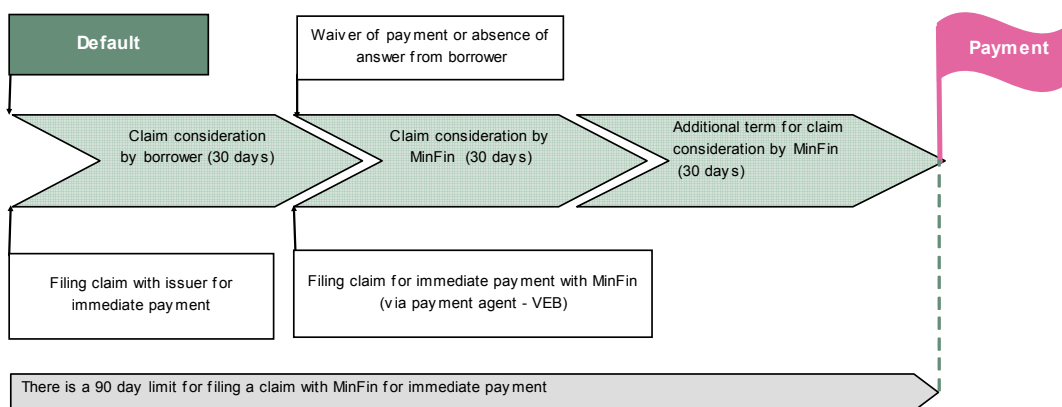 Default
Waiver of payment or absence of
answer from borrower
Payment
Claim consideration
by borrower (30 days)
Claim consideration by
MinFin (30 days)
Additional term for claim
consideration by MinFin
(30 days)
Filing claim with issuer for
immediate payment
Filing claim for immediate payment with MinFin
(via payment agent - VEB)
There is a 90 day limit for filing a claim with MinFin for immediate payment